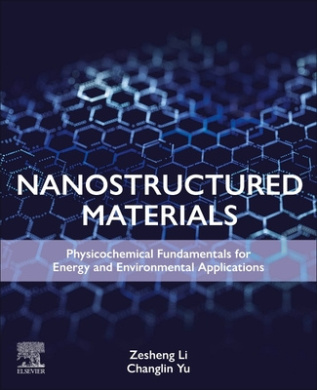 NANOSTRUCTURED
MATERIALS
Physicochemical Fundamentals for
Energy and Environmental Applications
Zesheng Li
Changlin Yu
ELSEVIER